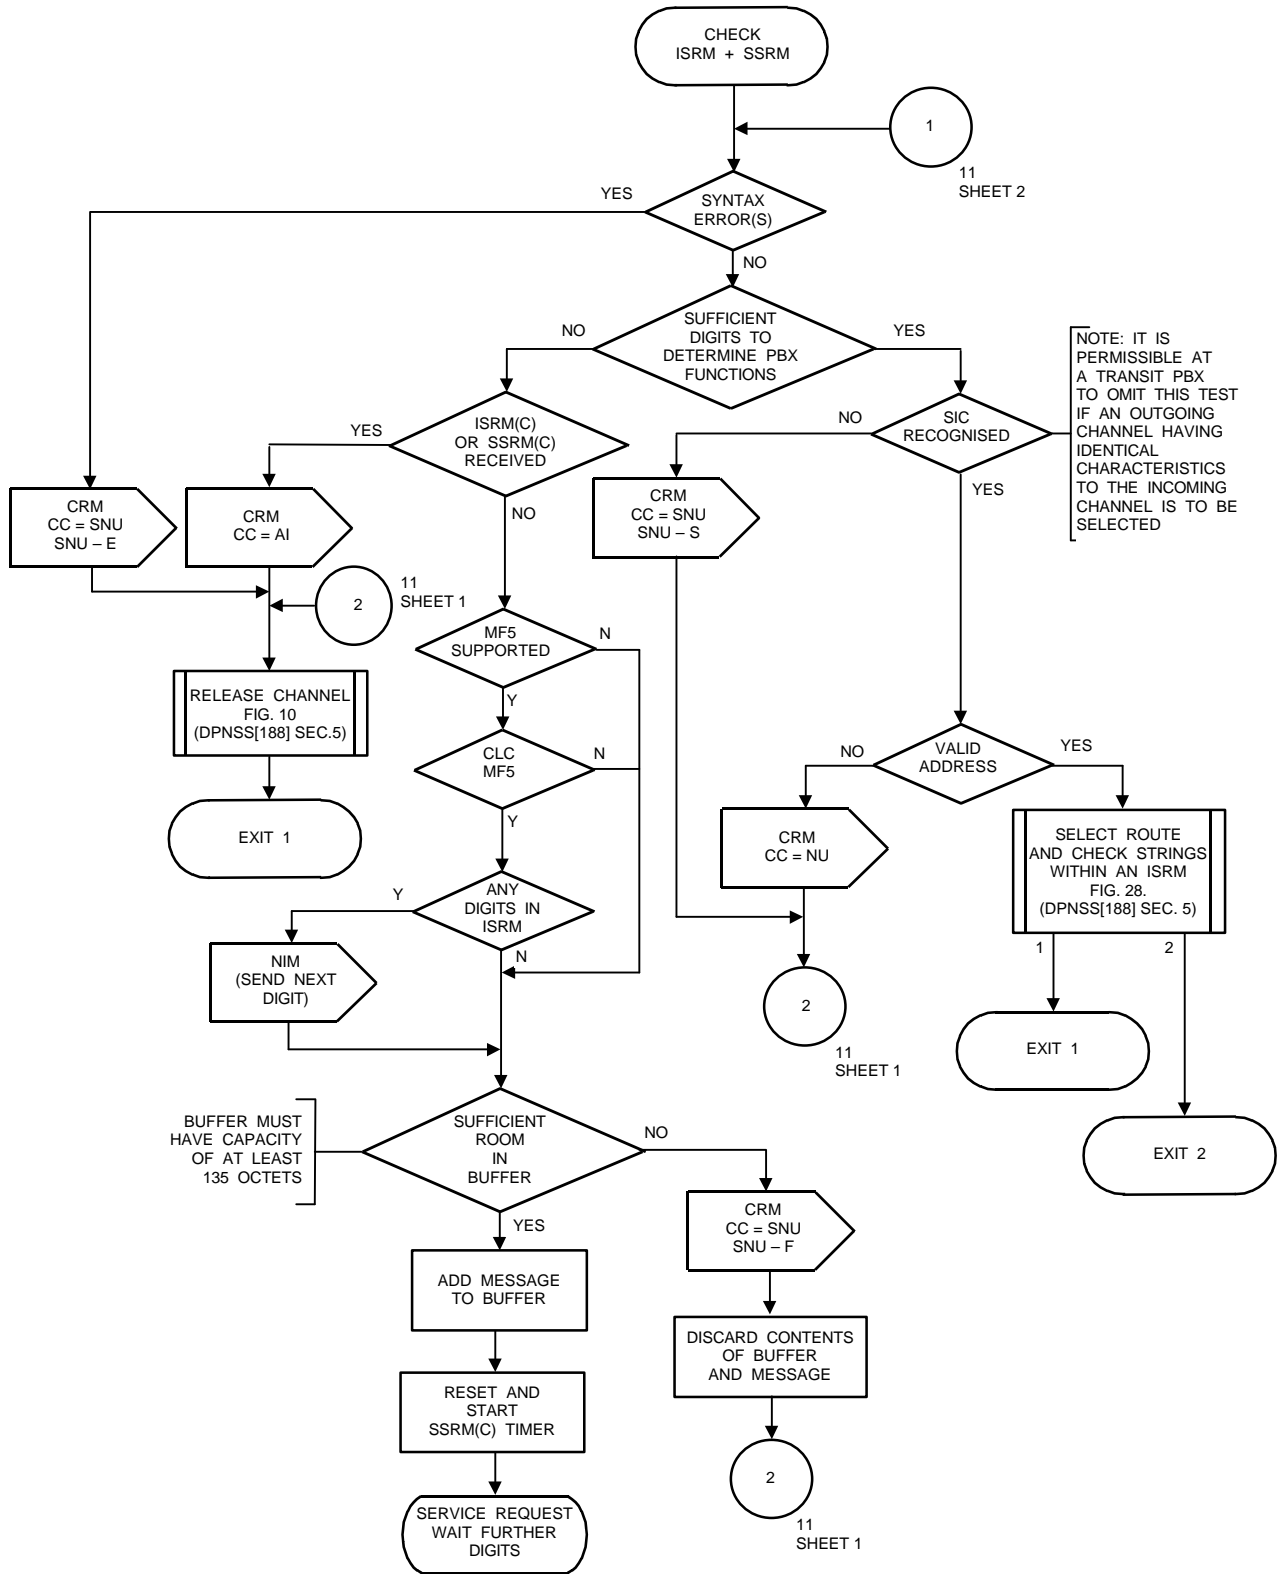 CHECK
ISRM + SSRM
1
11
SHEET 2
YES
SYNTAX
ERROR(S)
NO
NO
SUFFICIENT
DIGITS TO
DETERMINE PBX
FUNCTIONS
YES
NOTE: IT IS
PERMISSIBLE AT
A TRANSIT PBX
TO OMIT THIS TEST
IF AN OUTGOING
CHANNEL HAVING
IDENTICAL
CHARACTERISTICS
TO THE INCOMING
CHANNEL IS TO BE
SELECTED
YES
ISRM(C)
OR SSRM(C)
RECEIVED
NO
NO
SIC
RECOGNISED
YES
CRM
CC = SNU
SNU – E
CRM
CC = AI
CRM
CC = SNU
SNU – S
2
11
SHEET 1
MF5
SUPPORTED
N
Y
RELEASE CHANNEL
FIG. 10
(DPNSS[188] SEC.5)
CLC
MF5
N
Y
NO
VALID
ADDRESS
YES
EXIT 1
CRM
CC = NU
SELECT ROUTE
AND CHECK STRINGS
WITHIN AN ISRM
FIG. 28.
(DPNSS[188] SEC. 5)
1
2
Y
ANY
DIGITS IN
ISRM
N
NIM
(SEND NEXT
DIGIT)
2
11
SHEET 1
EXIT 1
EXIT 2
BUFFER MUST
HAVE CAPACITY
OF AT LEAST
135 OCTETS
SUFFICIENT
ROOM
IN
BUFFER
NO
YES
CRM
CC = SNU
SNU – F
ADD MESSAGE
TO BUFFER
DISCARD CONTENTS
OF BUFFER
AND MESSAGE
RESET AND
START
SSRM(C) TIMER
2
11
SHEET 1
SERVICE REQUEST
WAIT FURTHER
DIGITS